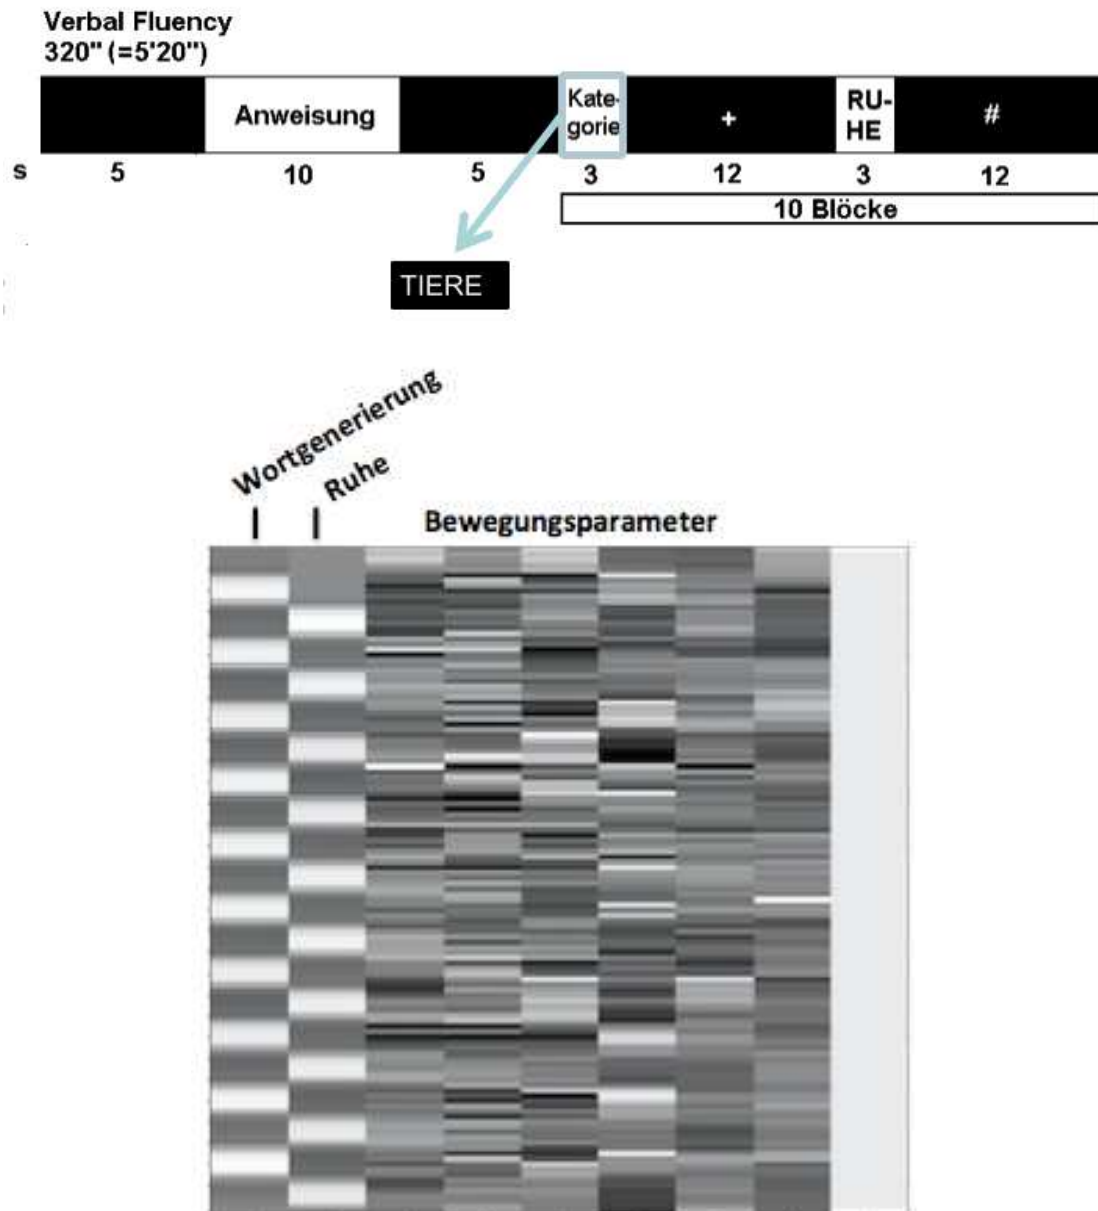 Verbal Fluency
320" (=5'20")
Anweisung
Kate-
gorie
+
RU-
HE
#
s 5 10 5 3 12 3 12
10 Blöcke
TIERE
Wortgenerierung
Ruhe
Bewegungsparameter